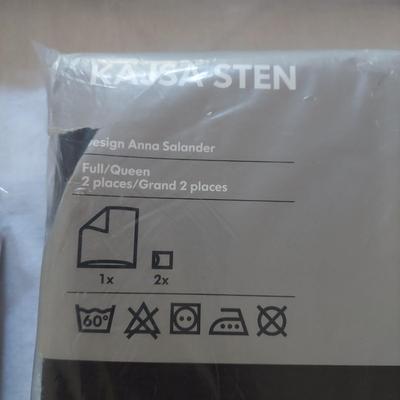 KAJSA STEN
Design Anna Salander
Full/Queen
2 places/Grand 2 places
1x 2x
60°